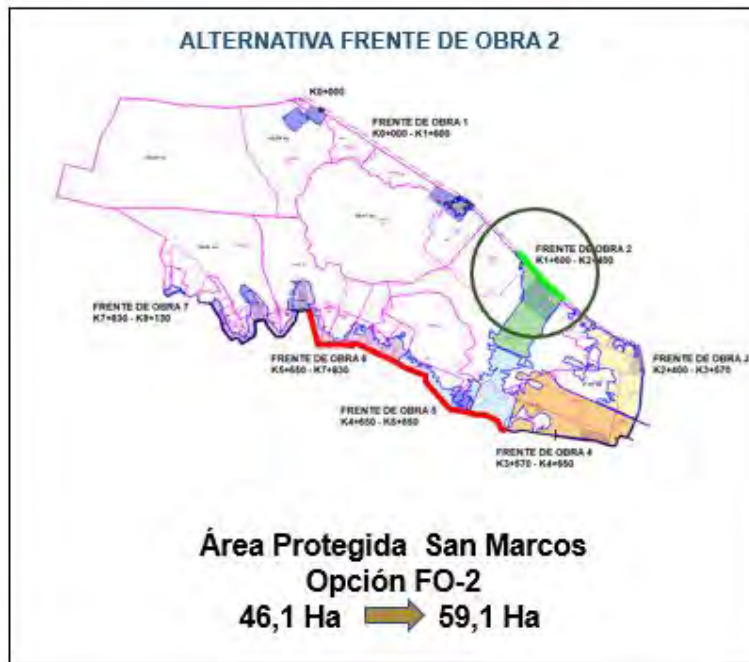 ALTERNATIVA FRENTE DE OBRA 2
K0+000
FRENTE DE OBRA 1
K0+000 - K1+600
FRENTE DE OBRA 2
K1+600 - K2+400
FRENTE DE OBRA 7
K7+830 - K9+130
FRENTE DE OBRA 6
K5+650 - K7+830
FRENTE DE OBRA 3
K2+400 - K3+570
FRENTE DE OBRA 5
K4+650 - K5+650
FRENTE DE OBRA 4
K3+570 - K4+650
Área Protegida San Marcos
Opción FO-2
46,1 Ha 59,1 Ha